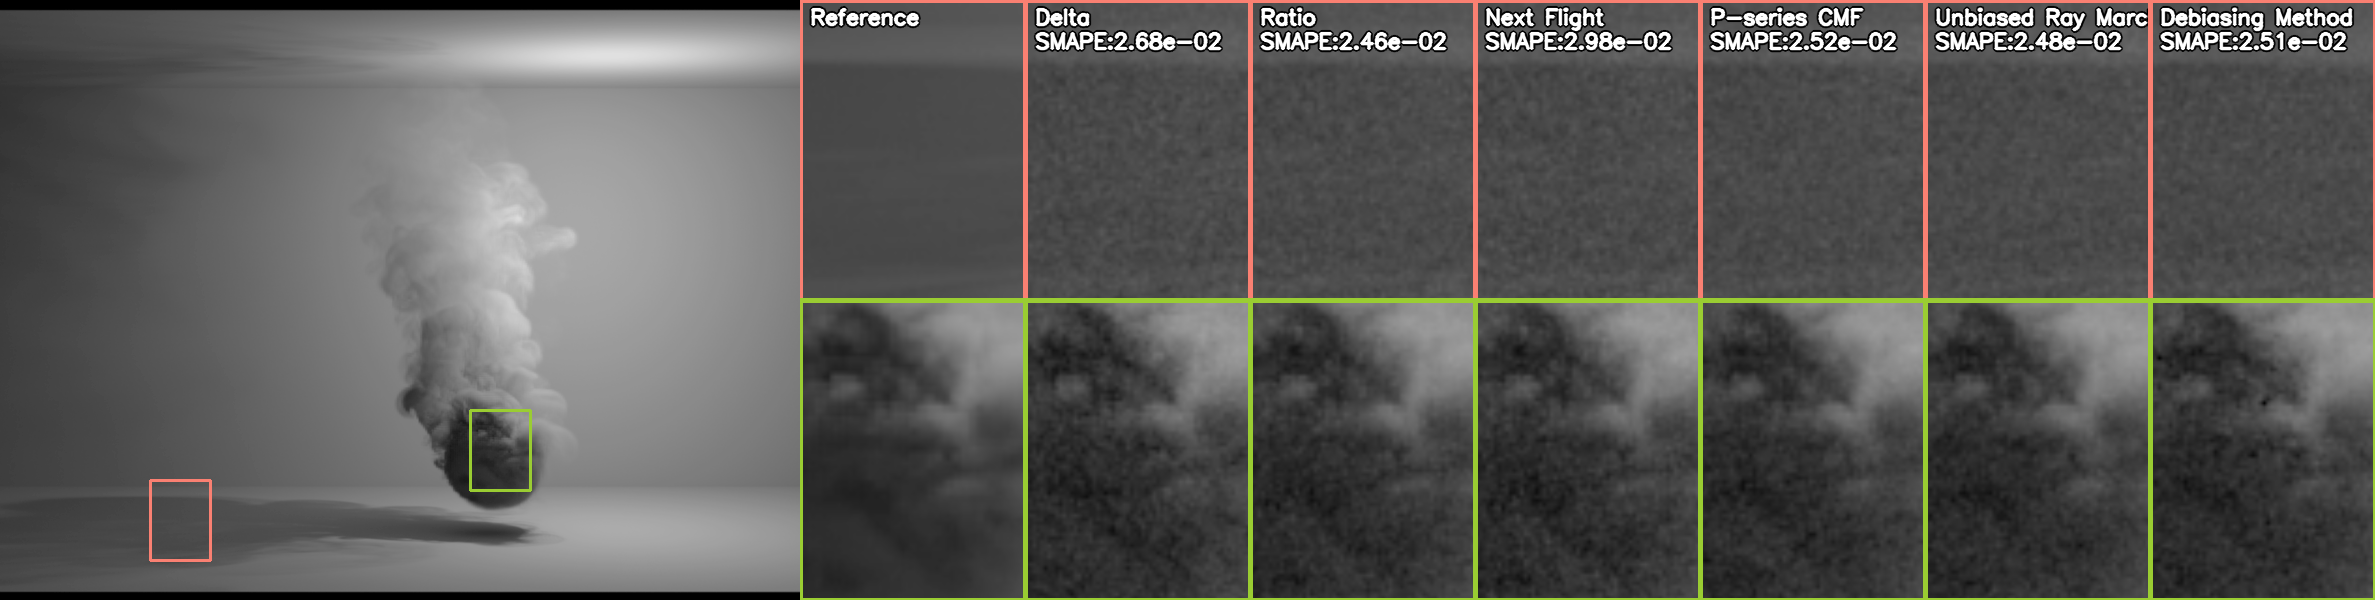 Reference
Delta
SMAPE:2.68e-02
Ratio
SMAPE:2.46e-02
Next Flight
SMAPE:2.98e-02
P-series CMF
SMAPE:2.52e-02
Unbiased Ray Marc
SMAPE:2.48e-02
Debiasing Method
SMAPE:2.51e-02